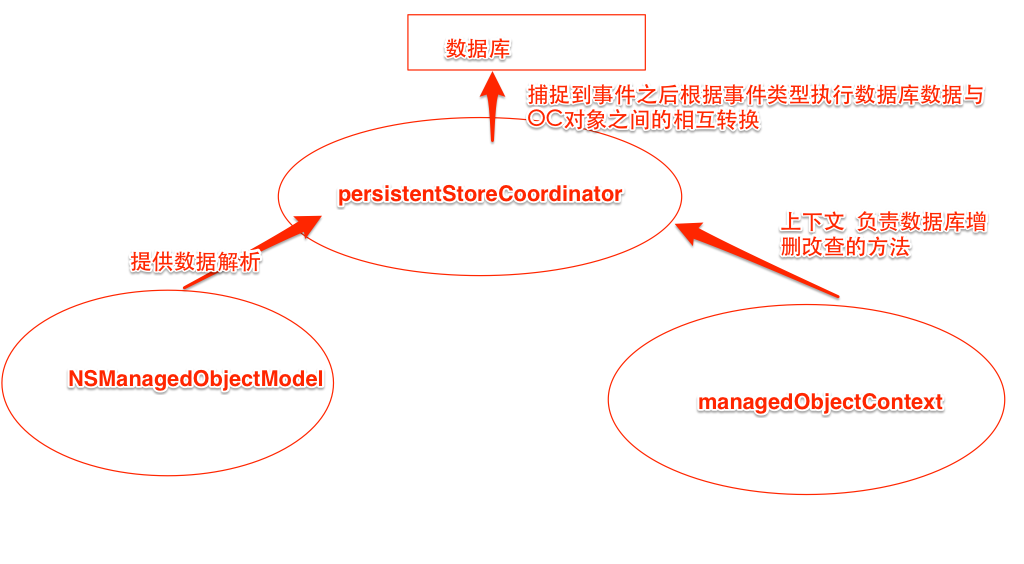 数据库
捕捉到事件之后根据事件类型执行数据库数据与
OC对象之间的相互转换
persistentStoreCoordinator
上下文 负责数据库增
删改查的方法
提供数据解析
NSManagedObjectModel
managedObjectContext